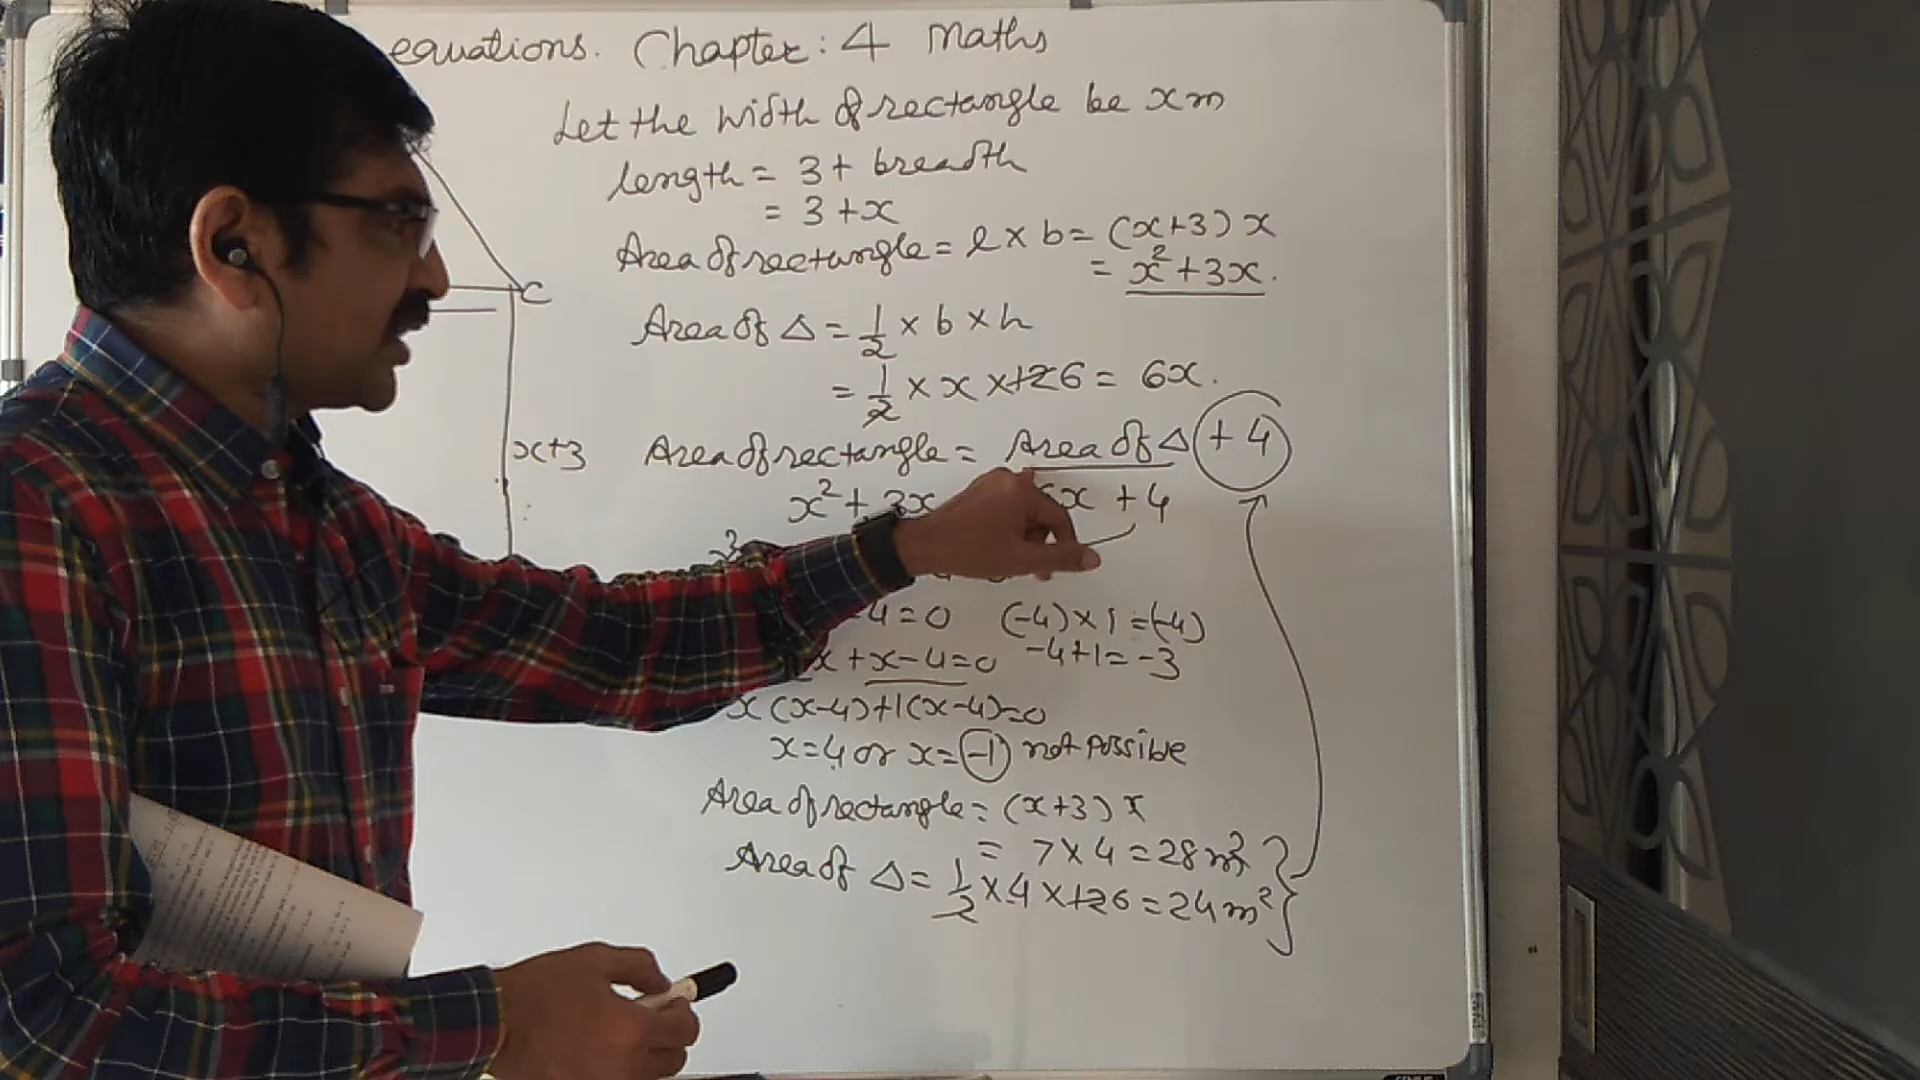 equations. Chapter: 4 Maths
Let the width of rectangle be x m
length = 3 + breadth
= 3 + x
Area of rectangle = l × b = (x+3) x
= x² + 3x.
C
Area of Δ = 1/2 × b × h
= 1/2 × x × 12 6 = 6x.
x+3
Area of rectangle = Area of Δ + 4
x² + 3x 6x + 4
-4=0 (-4) × 1 = (-4)
x + x - 4 = 0 -4+1 = -3
x (x-4) + 1 (x-4) = 0
x = 4 or x = -1 not possible
Area of rectangle = (x+3) x
= 7 × 4 = 28 m²
Area of Δ = 1/2 × 4 × 12 6 = 24 m²